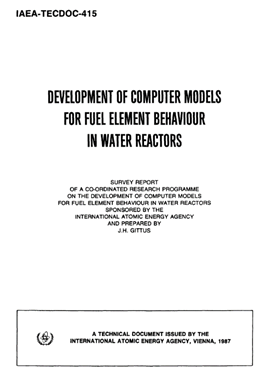 IAEA-TECDOC-415
DEVELOPMENT OF COMPUTER MODELS
FOR FUEL ELEMENT BEHAVIOUR
IN WATER REACTORS
SURVEY REPORT
OF A CO-ORDINATED RESEARCH PROGRAMME
ON THE DEVELOPMENT OF COMPUTER MODELS
FOR FUEL ELEMENT BEHAVIOUR IN WATER REACTORS
SPONSORED BY THE
INTERNATIONAL ATOMIC ENERGY AGENCY
AND PREPARED BY
J.H. GITTUS
A TECHNICAL DOCUMENT ISSUED BY THE
INTERNATIONAL ATOMIC ENERGY AGENCY, VIENNA, 1987